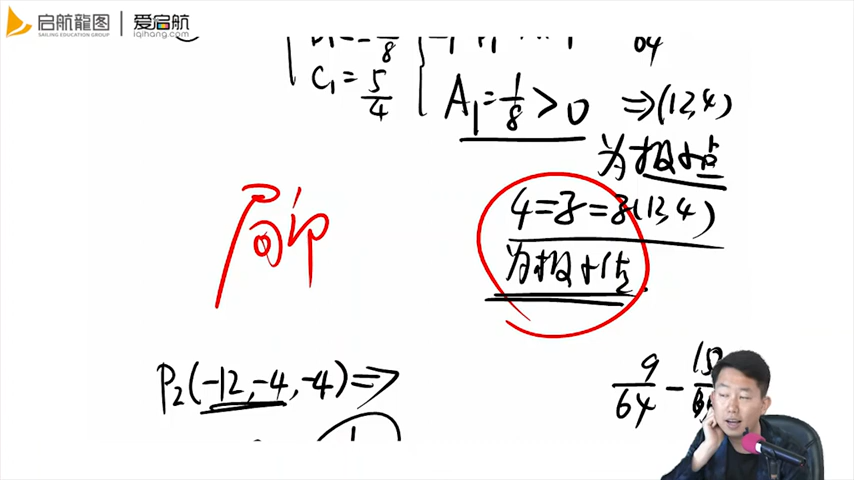 启航龍图 | 爱启航
SAILING EDUCATION GROUP iqihang.com
C₁=5/4
A₁=1/8>0 ⇒(12,4)
为极小点
4=z=z(12,4)
为极小值
局部
P₂(-12,-4,-4)⇒
9/64 -